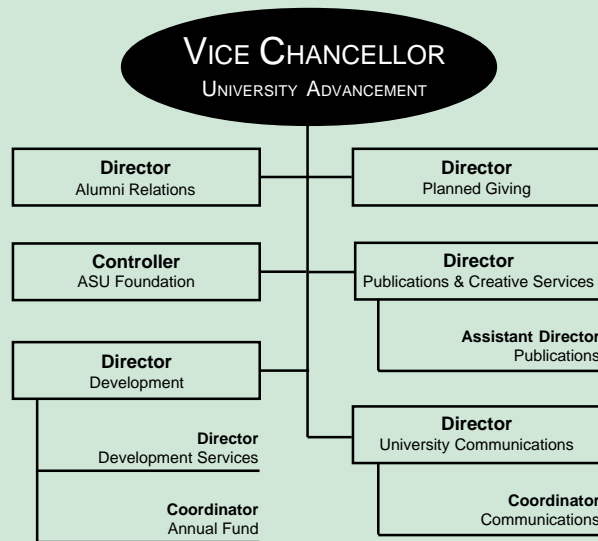 VICE CHANCELLOR
UNIVERSITY ADVANCEMENT
Director
Alumni Relations
Director
Planned Giving
Controller
ASU Foundation
Director
Publications & Creative Services
Assistant Director
Publications
Director
Development
Director
Development Services
Coordinator
Annual Fund
Director
University Communications
Coordinator
Communications